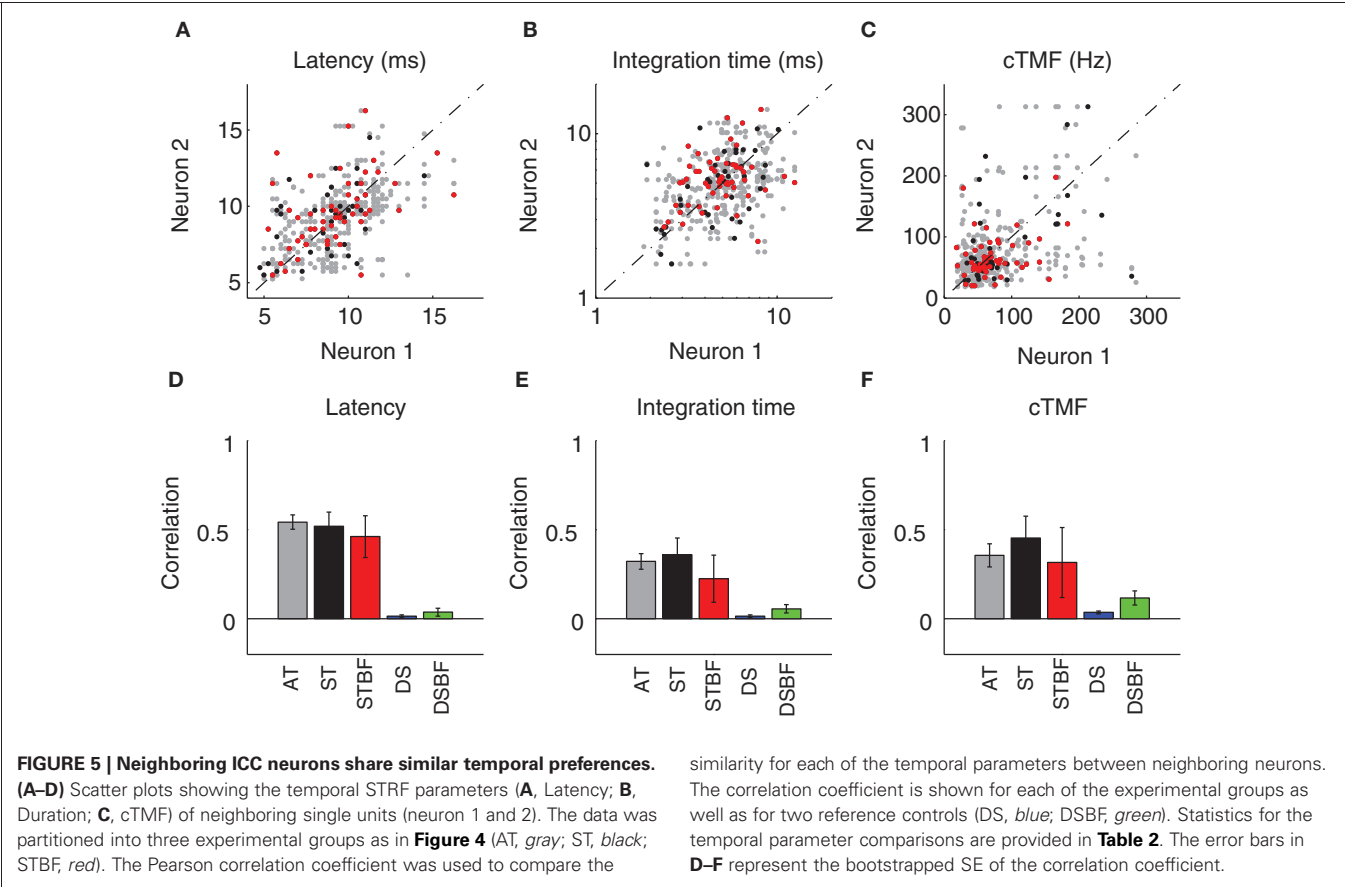 A
B
C
Latency (ms)
Integration time (ms)
cTMF (Hz)
Neuron 2
15
10
5
5 10 15
Neuron 1
Neuron 2
10
1
1 10
Neuron 1
Neuron 2
300
200
100
0
0 100 200 300
Neuron 1
D
E
F
Latency
Integration time
cTMF
Correlation
1
0.5
0
AT ST STBF DS DSBF
Correlation
1
0.5
0
AT ST STBF DS DSBF
Correlation
1
0.5
0
AT ST STBF DS DSBF
FIGURE 5 | Neighboring ICC neurons share similar temporal preferences.
(A–D) Scatter plots showing the temporal STRF parameters (A, Latency; B,
Duration; C, cTMF) of neighboring single units (neuron 1 and 2). The data was
partitioned into three experimental groups as in Figure 4 (AT, gray; ST, black;
STBF, red). The Pearson correlation coefficient was used to compare the
similarity for each of the temporal parameters between neighboring neurons.
The correlation coefficient is shown for each of the experimental groups as
well as for two reference controls (DS, blue; DSBF, green). Statistics for the
temporal parameter comparisons are provided in Table 2. The error bars in
D–F represent the bootstrapped SE of the correlation coefficient.